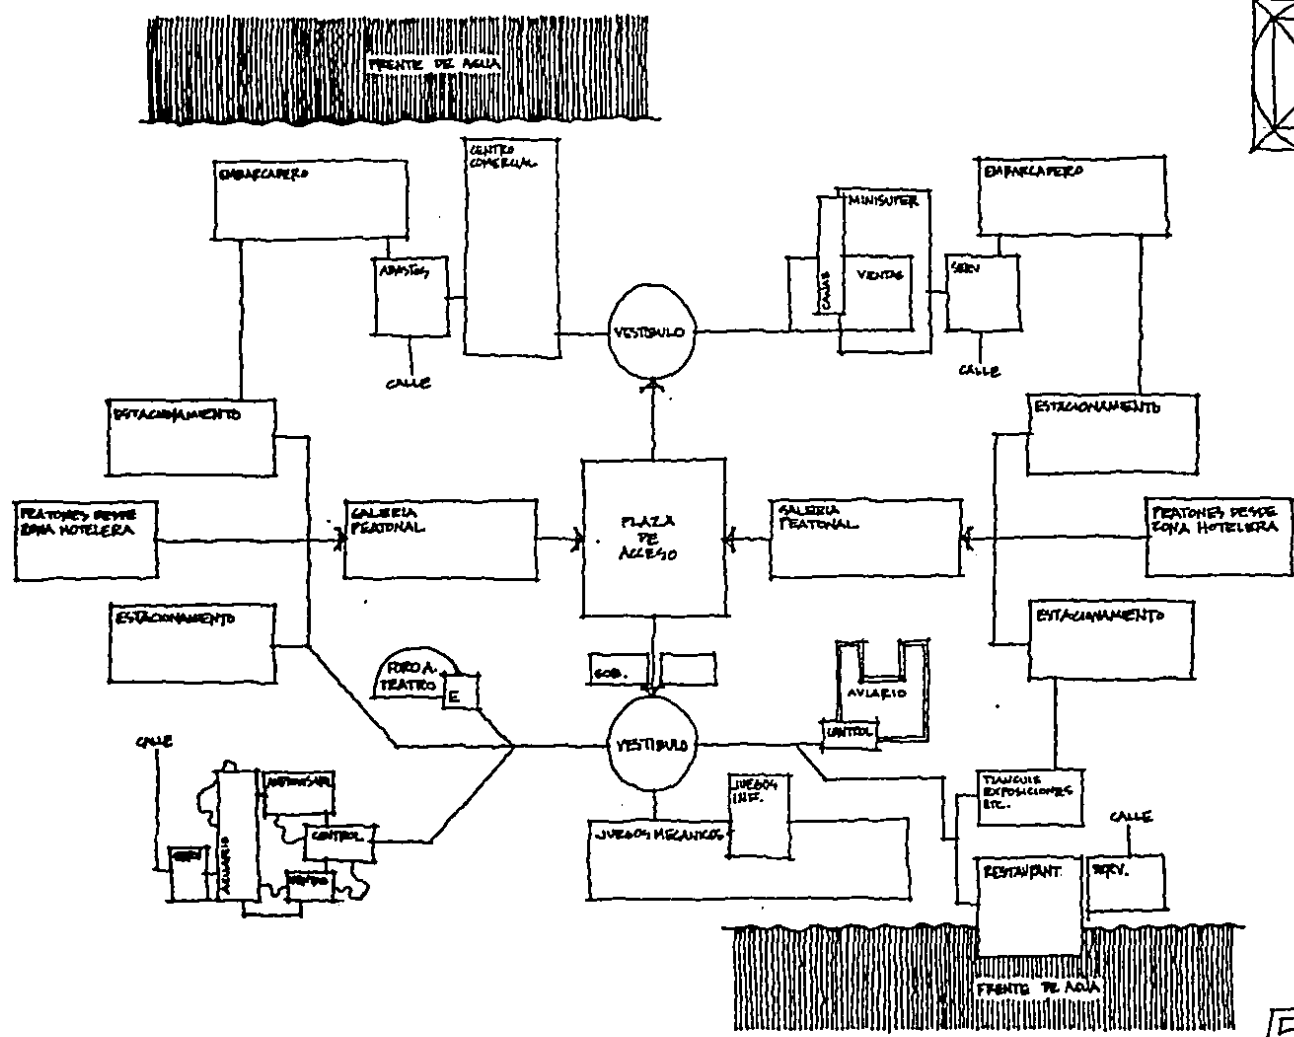 FRENTE DE AGUA
CENTRO
COMERCIAL
EMBARCADERO
EMBARCADERO
MINISUPER
ABASTOS
VENTAS
CAJAS
SERV
VESTIBULO
CALLE
CALLE
ESTACIONAMIENTO
ESTACIONAMIENTO
PEATONES DESDE
ZONA HOTELERA
GALERIA
PEATONAL
PLAZA
DE
ACCESO
GALERIA
PEATONAL
PEATONES DESDE
ZONA HOTELERA
ESTACIONAMIENTO
ESTACIONAMIENTO
FORO A.
TEATRO
E
GOB.
AVIARIO
CONTROL
VESTIBULO
CALLE
JUEGOS
INF.
TIANGUIS
EXPOSICIONES
ETC.
CONTROL
JUEGOS MECANICOS
CALLE
SERV.
ACUARIO
VENTAS
RESTAURANT.
SERV.
FRENTE DE AGUA